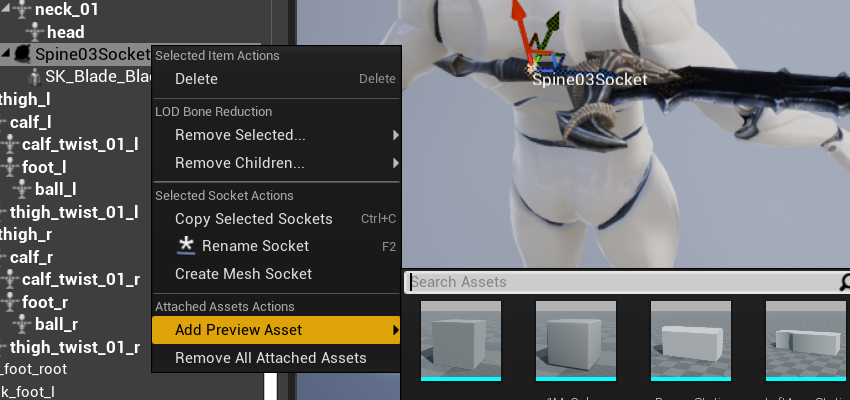 neck_01
head
Spine03Socket
SK_Blade_Bla
thigh_l
calf_l
calf_twist_01_l
foot_l
ball_l
thigh_twist_01_l
thigh_r
calf_r
calf_twist_01_r
foot_r
ball_r
thigh_twist_01_r
_foot_root
k_foot_l
Selected Item Actions
Delete Delete
LOD Bone Reduction
Remove Selected...
Remove Children...
Selected Socket Actions
Copy Selected Sockets Ctrl+C
Rename Socket F2
Create Mesh Socket
Attached Assets Actions
Add Preview Asset
Remove All Attached Assets
Spine03Socket
Search Assets